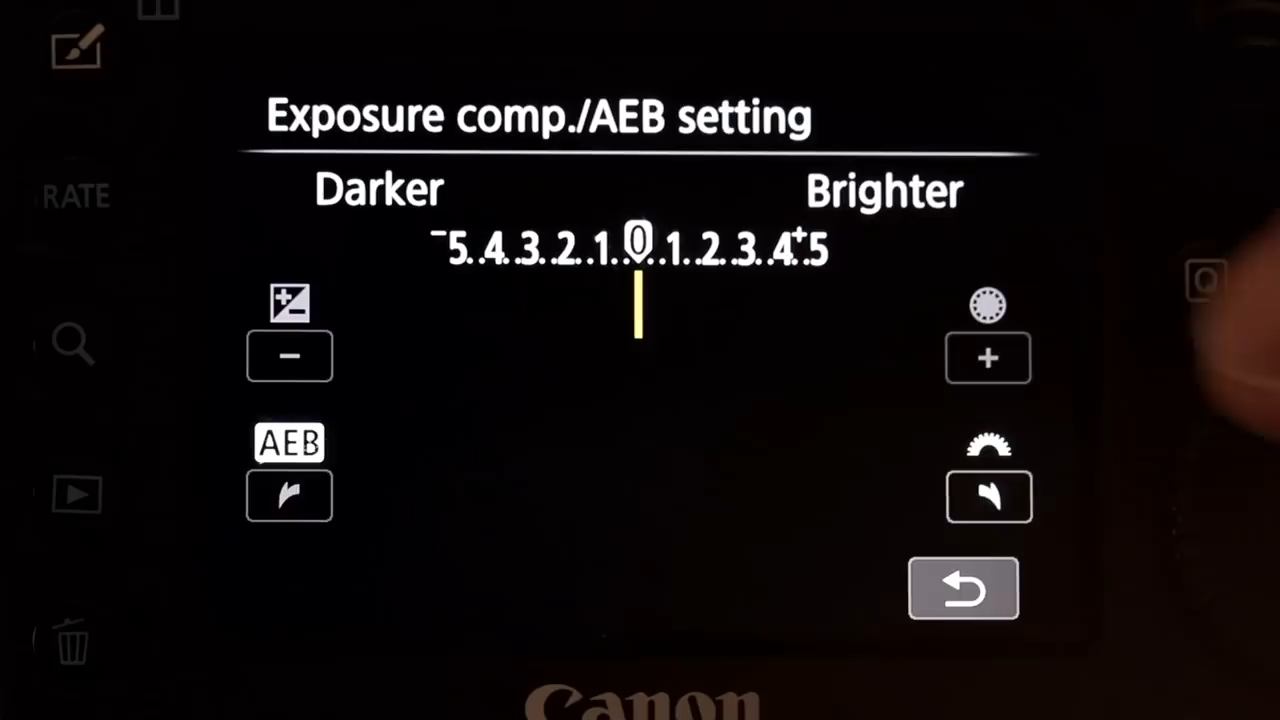 Exposure comp./AEB setting
RATE
Darker Brighter
-5..4..3..2..1..0..1..2..3..4..+5
Q
− +
AEB
Canon